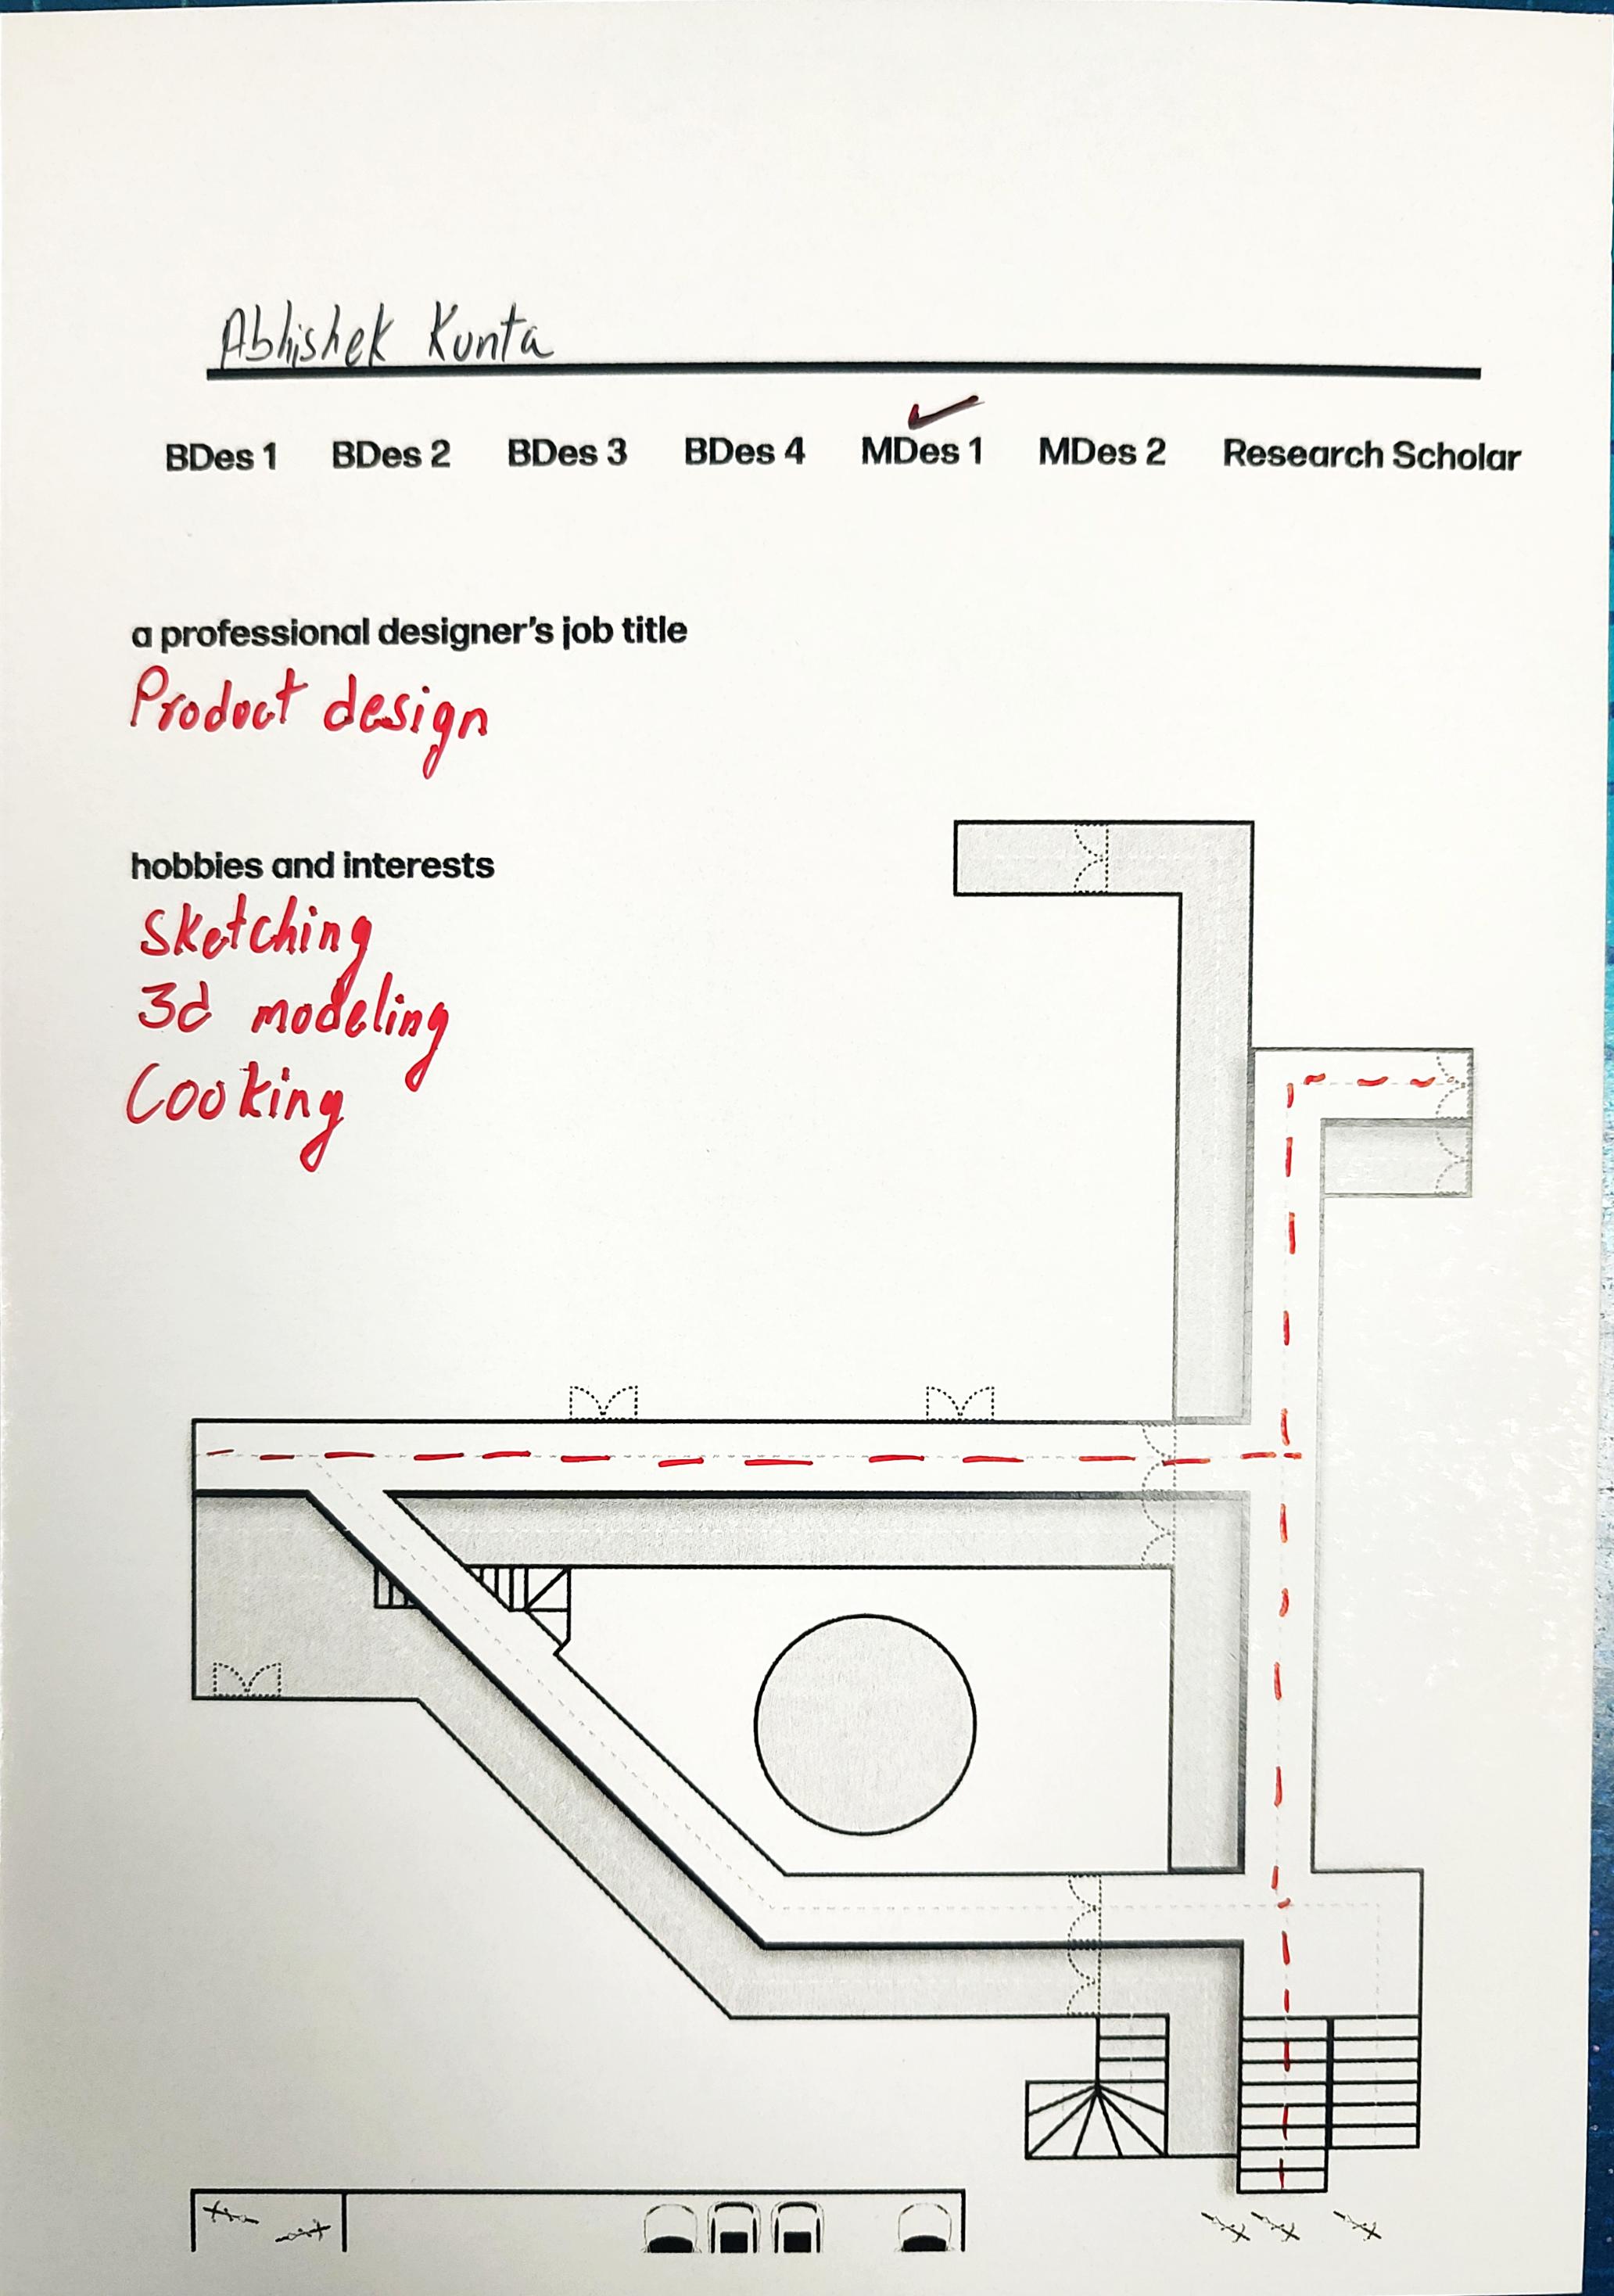 Abhishek Kunta
BDes 1 BDes 2 BDes 3 BDes 4 MDes 1 MDes 2 Research Scholar
a professional designer's job title
Product design
hobbies and interests
Sketching
3d modeling
Cooking